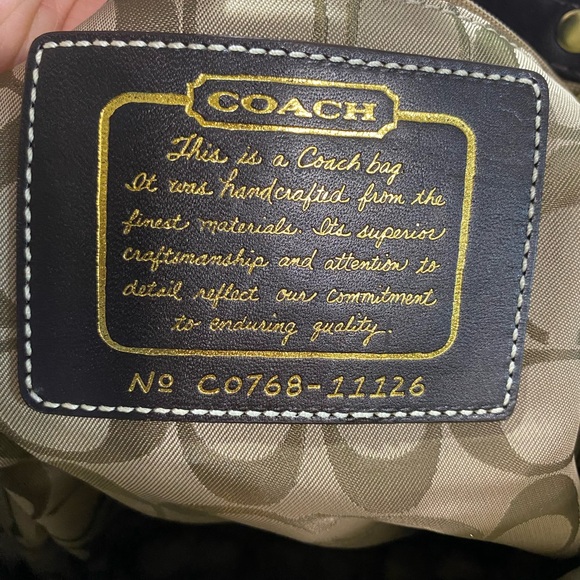 COACH
This is a Coach bag
It was handcrafted from the
finest materials. Its superior
craftsmanship and attention to
detail reflect our commitment
to enduring quality.
Nº CO768-11126